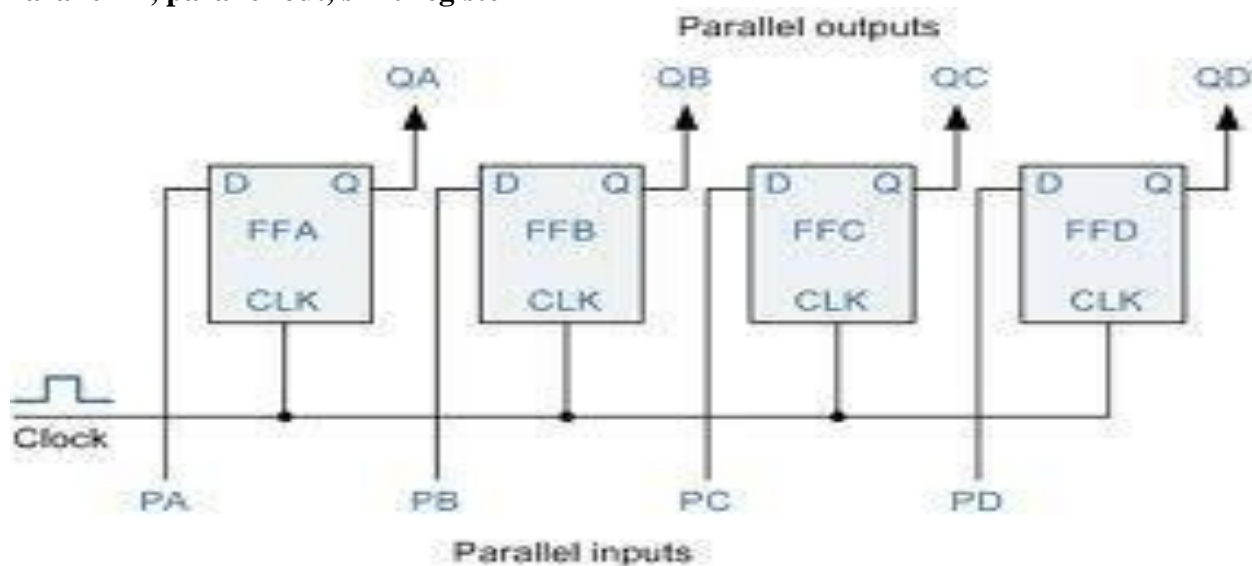 Parallel outputs
QA QB QC QD
D Q D Q D Q D Q
FFA FFB FFC FFD
CLK CLK CLK CLK
Clock
PA PB PC PD
Parallel inputs